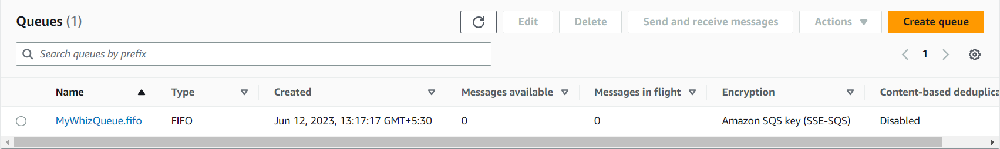 Queues (1) Edit Delete Send and receive messages Actions Create queue
Search queues by prefix 1
Name Type Created Messages available Messages in flight Encryption Content-based deduplica
MyWhizQueue.fifo FIFO Jun 12, 2023, 13:17:17 GMT+5:30 0 0 Amazon SQS key (SSE-SQS) Disabled